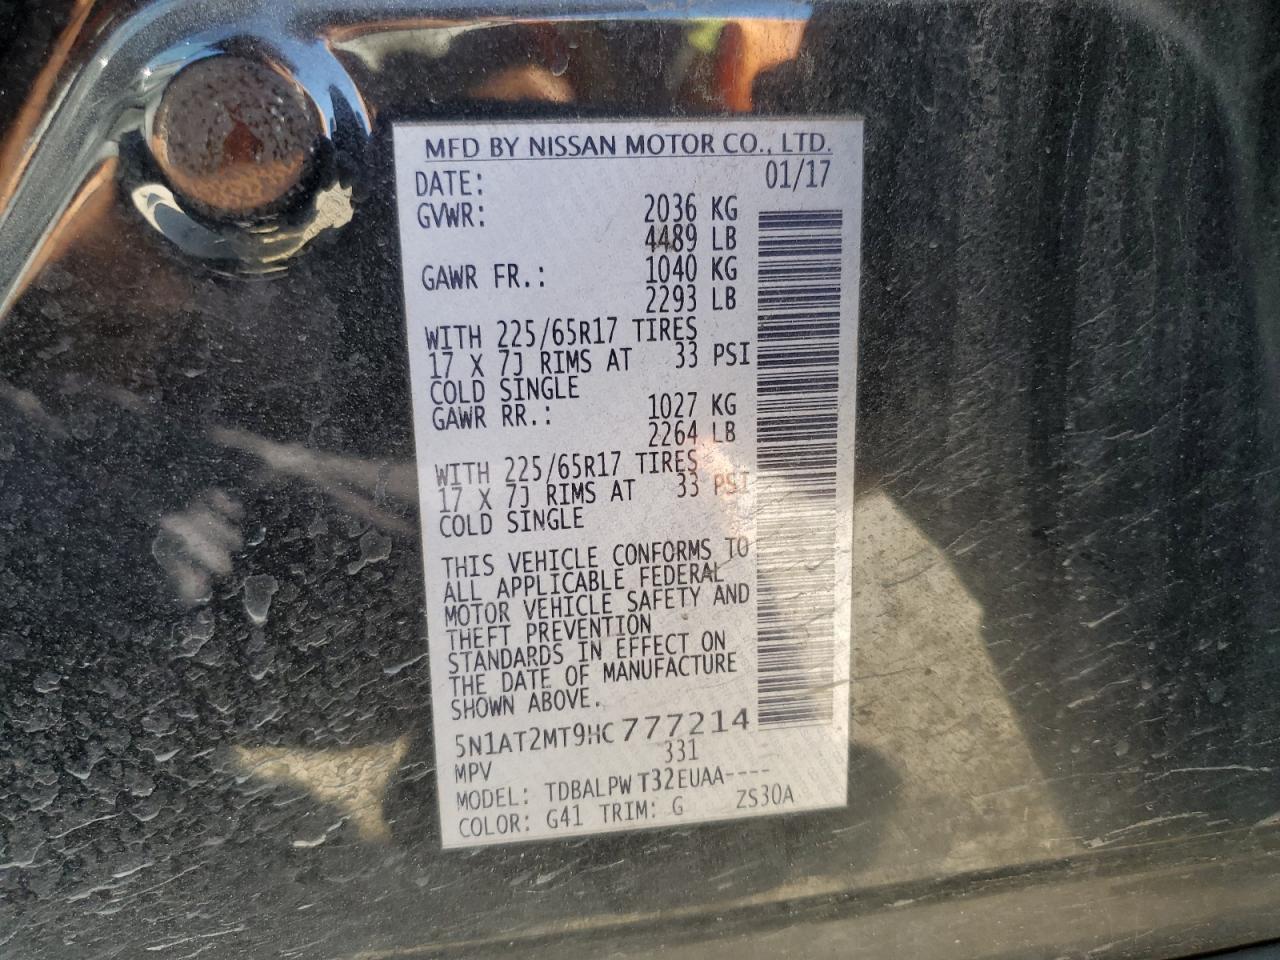 MFD BY NISSAN MOTOR CO., LTD.
DATE: 01/17
GVWR: 2036 KG
4489 LB
GAWR FR.: 1040 KG
2293 LB
WITH 225/65R17 TIRES
17 X 7J RIMS AT 33 PSI
COLD SINGLE
GAWR RR.: 1027 KG
2264 LB
WITH 225/65R17 TIRES
17 X 7J RIMS AT 33 PSI
COLD SINGLE
THIS VEHICLE CONFORMS TO
ALL APPLICABLE FEDERAL
MOTOR VEHICLE SAFETY AND
THEFT PREVENTION
STANDARDS IN EFFECT ON
THE DATE OF MANUFACTURE
SHOWN ABOVE.
5N1AT2MT9HC777214
MPV 331
MODEL: TDBALPW T32EUAA----
COLOR: G41 TRIM: G ZS30A